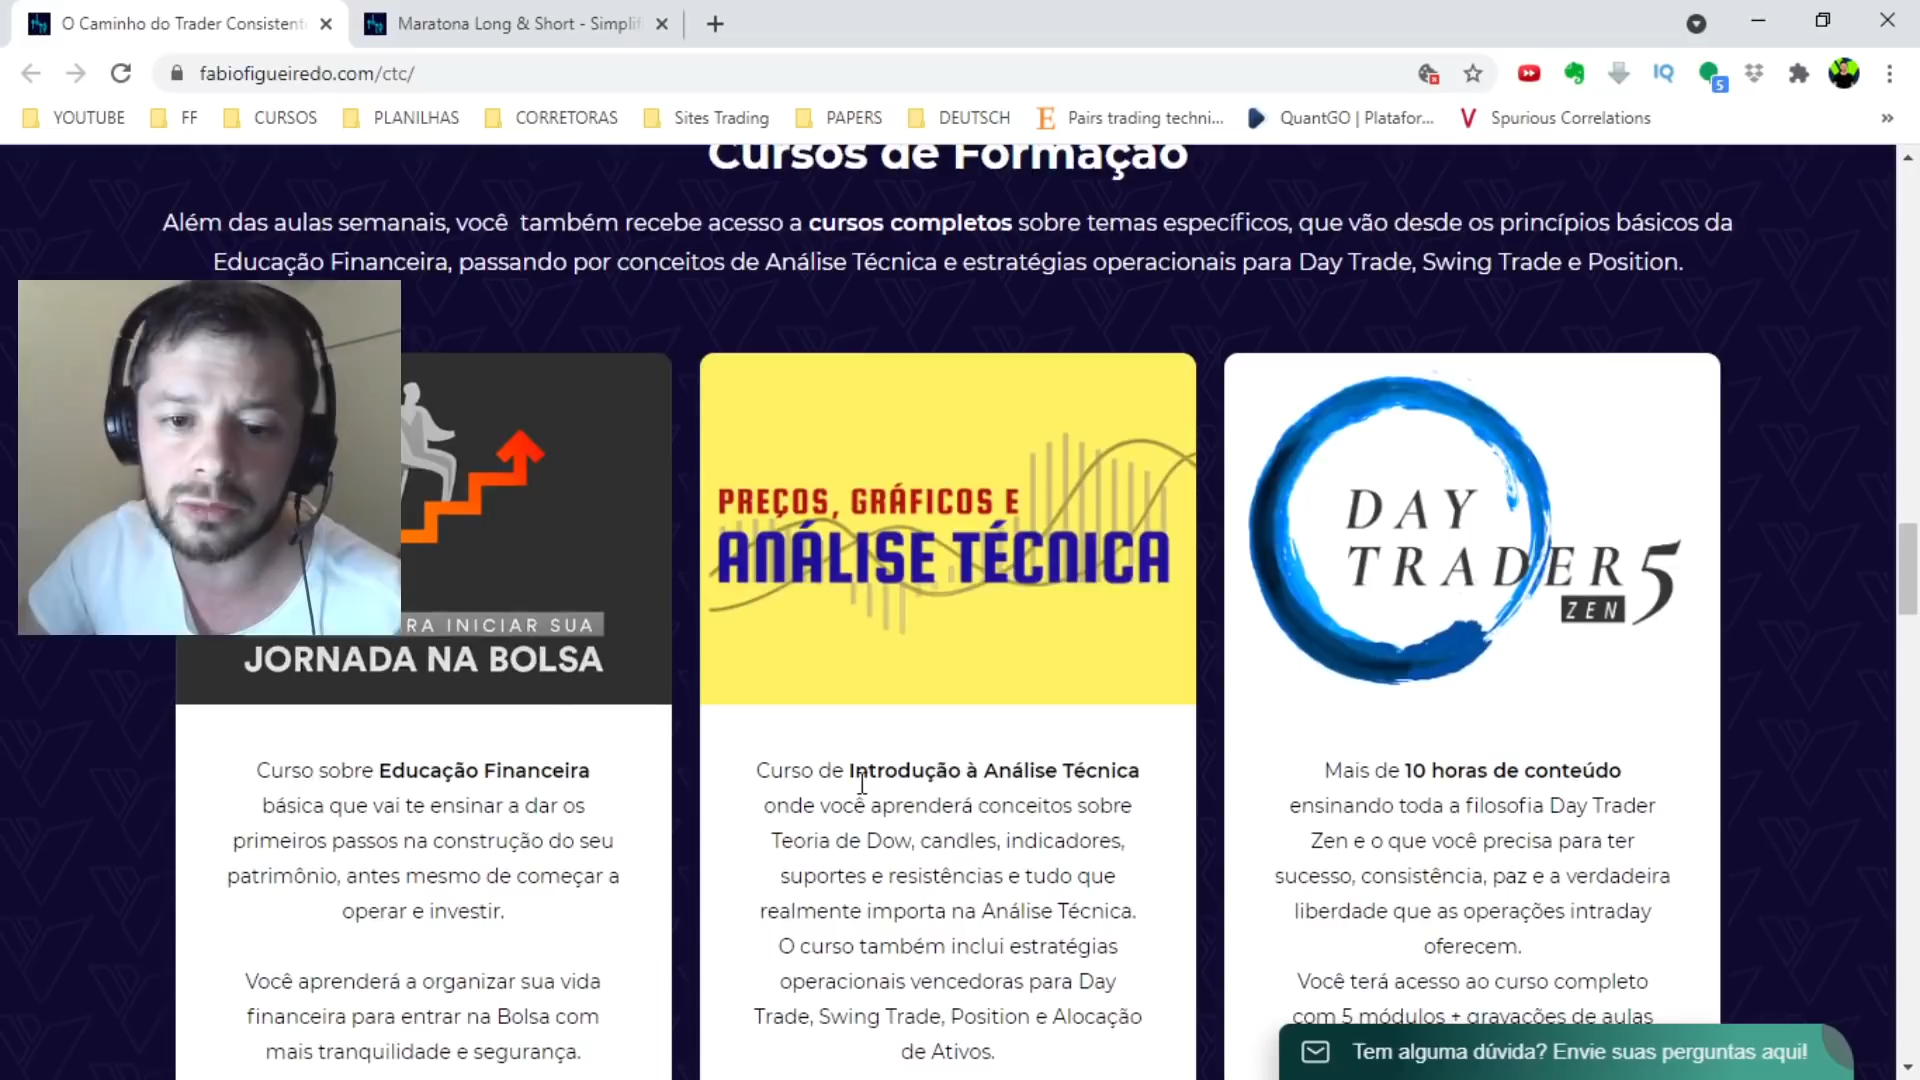 O Caminho do Trader Consistent
Maratona Long & Short - Simplif
fabiofigueiredo.com/ctc/
IQ
5
YOUTUBE
FF
CURSOS
PLANILHAS
CORRETORAS
Sites Trading
PAPERS
DEUTSCH
E
Pairs trading techni...
QuantGO | Platafor...
V
Spurious Correlations
»
Cursos de Formação
Além das aulas semanais, você também recebe acesso a cursos completos sobre temas específicos, que vão desde os princípios básicos da
Educação Financeira, passando por conceitos de Análise Técnica e estratégias operacionais para Day Trade, Swing Trade e Position.
RA INICIAR SUA
JORNADA NA BOLSA
Curso sobre Educação Financeira
básica que vai te ensinar a dar os
primeiros passos na construção do seu
patrimônio, antes mesmo de começar a
operar e investir.
Você aprenderá a organizar sua vida
financeira para entrar na Bolsa com
mais tranquilidade e segurança.
PREÇOS, GRÁFICOS E
ANÁLISE TÉCNICA
Curso de Introdução à Análise Técnica
onde você aprenderá conceitos sobre
Teoria de Dow, candles, indicadores,
suportes e resistências e tudo que
realmente importa na Análise Técnica.
O curso também inclui estratégias
operacionais vencedoras para Day
Trade, Swing Trade, Position e Alocação
de Ativos.
DAY
TRADER 5
ZEN
Mais de 10 horas de conteúdo
ensinando toda a filosofia Day Trader
Zen e o que você precisa para ter
sucesso, consistência, paz e a verdadeira
liberdade que as operações intraday
oferecem.
Você terá acesso ao curso completo
com 5 módulos + gravações de aulas
Tem alguma dúvida? Envie suas perguntas aqui!